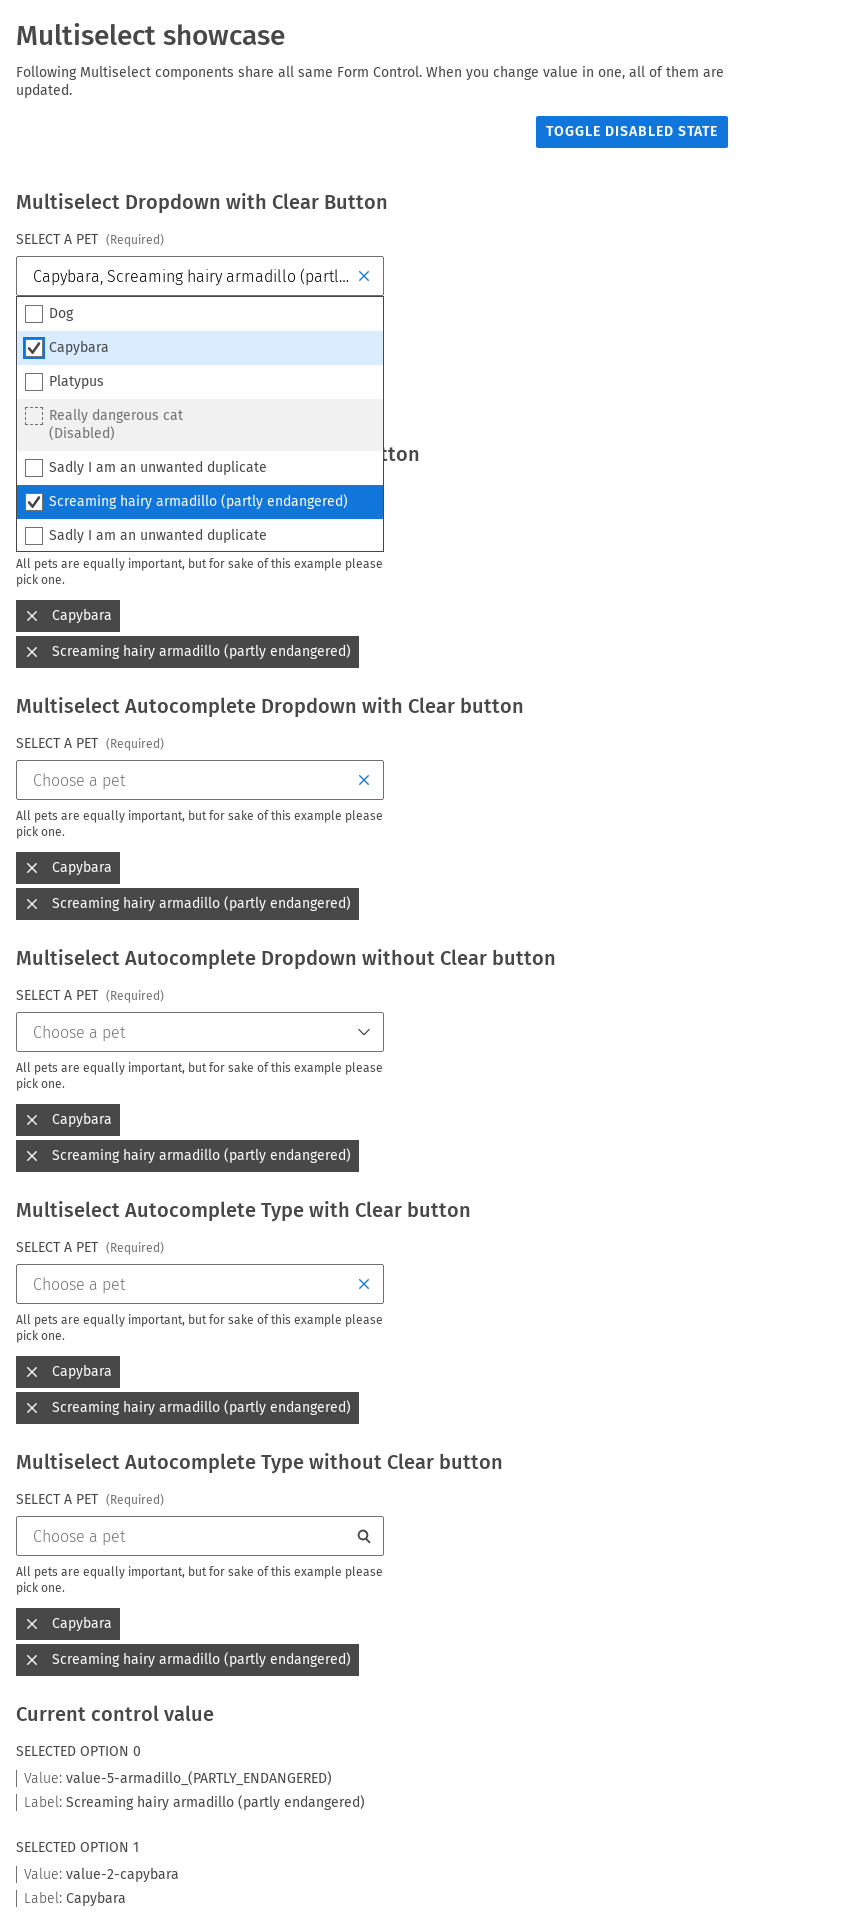 Multiselect showcase
Following Multiselect components share all same Form Control. When you change value in one, all of them are
updated.
TOGGLE DISABLED STATE
Multiselect Dropdown with Clear Button
SELECT A PET (Required)
Capybara, Screaming hairy armadillo (partl...
Dog
Capybara
Platypus
Really dangerous cat
(Disabled)
Sadly I am an unwanted duplicate
Screaming hairy armadillo (partly endangered)
Sadly I am an unwanted duplicate
All pets are equally important, but for sake of this example please
pick one.
Capybara
Screaming hairy armadillo (partly endangered)
Multiselect Autocomplete Dropdown with Clear button
SELECT A PET (Required)
Choose a pet
All pets are equally important, but for sake of this example please
pick one.
Capybara
Screaming hairy armadillo (partly endangered)
Multiselect Autocomplete Dropdown without Clear button
SELECT A PET (Required)
Choose a pet
All pets are equally important, but for sake of this example please
pick one.
Capybara
Screaming hairy armadillo (partly endangered)
Multiselect Autocomplete Type with Clear button
SELECT A PET (Required)
Choose a pet
All pets are equally important, but for sake of this example please
pick one.
Capybara
Screaming hairy armadillo (partly endangered)
Multiselect Autocomplete Type without Clear button
SELECT A PET (Required)
Choose a pet
All pets are equally important, but for sake of this example please
pick one.
Capybara
Screaming hairy armadillo (partly endangered)
Current control value
SELECTED OPTION 0
Value: value-5-armadillo_(PARTLY_ENDANGERED)
Label: Screaming hairy armadillo (partly endangered)
SELECTED OPTION 1
Value: value-2-capybara
Label: Capybara